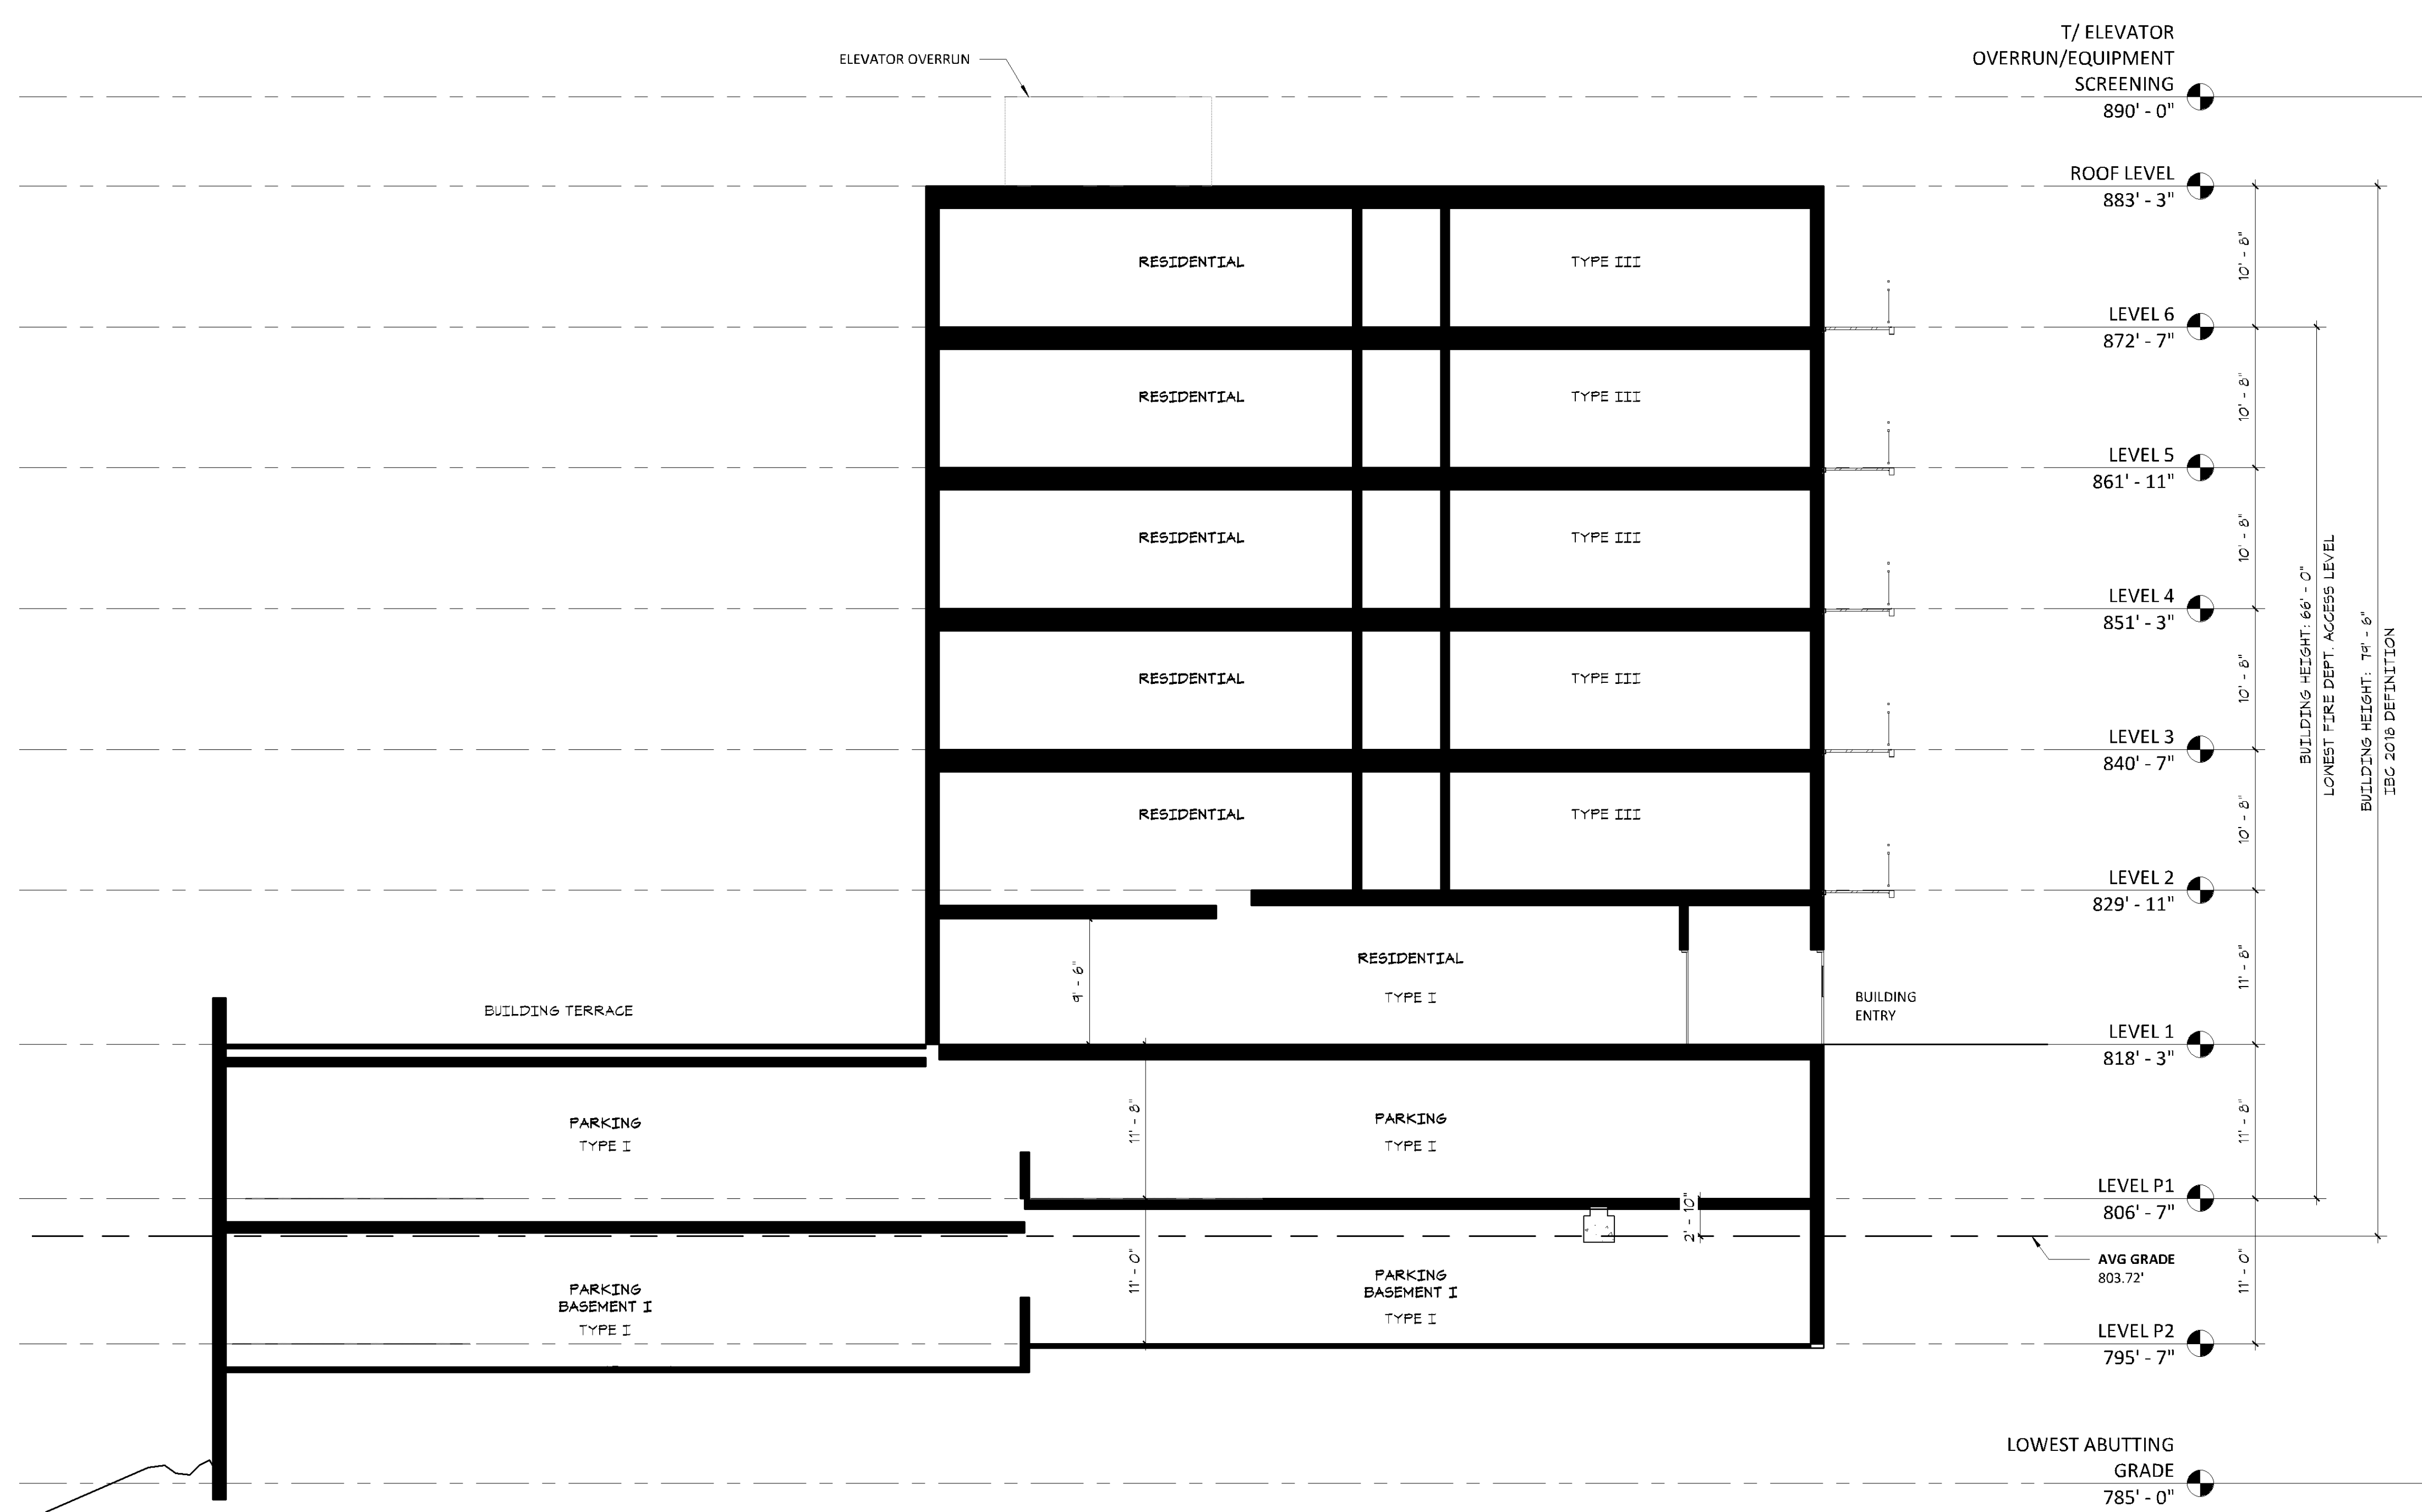 T/ ELEVATOR
OVERRUN/EQUIPMENT
SCREENING
890' - 0"
ELEVATOR OVERRUN
ROOF LEVEL
883' - 3"
RESIDENTIAL
TYPE III
10' - 8"
LEVEL 6
872' - 7"
RESIDENTIAL
TYPE III
10' - 8"
LEVEL 5
861' - 11"
RESIDENTIAL
TYPE III
10' - 8"
LEVEL 4
851' - 3"
RESIDENTIAL
TYPE III
10' - 8"
LEVEL 3
840' - 7"
RESIDENTIAL
TYPE III
10' - 8"
LEVEL 2
829' - 11"
BUILDING HEIGHT: 66' - 0"
LOWEST FIRE DEPT. ACCESS LEVEL
BUILDING HEIGHT: 79' - 6"
IBC 2018 DEFINITION
9' - 6"
RESIDENTIAL
TYPE I
11' - 8"
BUILDING TERRACE
BUILDING
ENTRY
LEVEL 1
818' - 3"
PARKING
TYPE I
11' - 8"
PARKING
TYPE I
11' - 8"
LEVEL P1
806' - 7"
2' - 10"
AVG GRADE
803.72'
PARKING
BASEMENT I
TYPE I
11' - 0"
PARKING
BASEMENT I
TYPE I
11' - 0"
LEVEL P2
795' - 7"
LOWEST ABUTTING
GRADE
785' - 0"